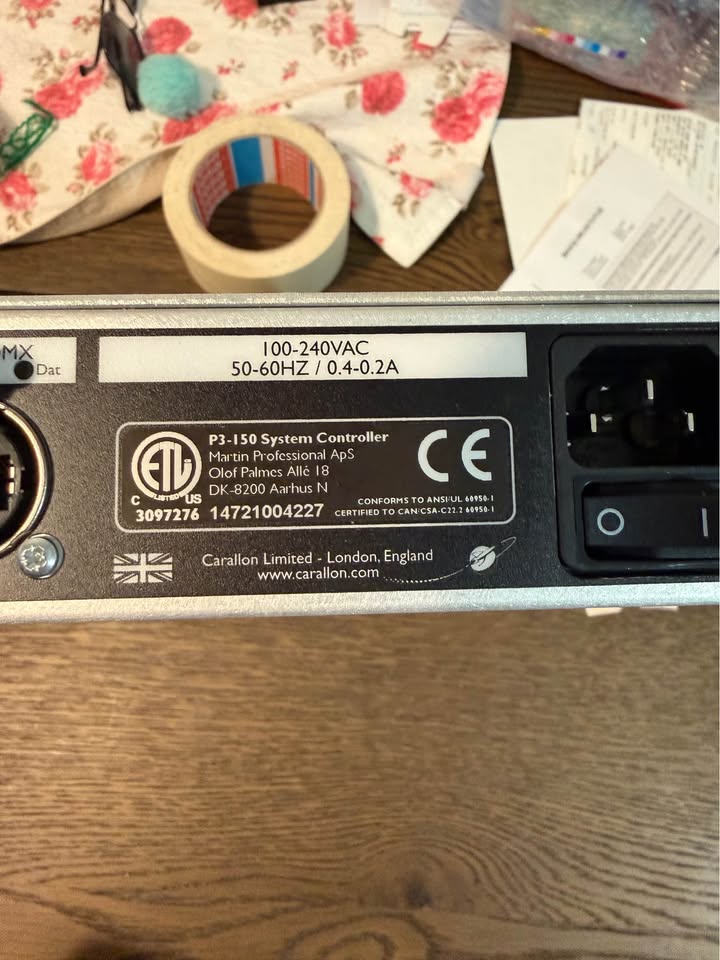 MX
Dat
100-240VAC
50-60HZ / 0.4-0.2A
ETL
LISTED
C US
3097276 14721004227
P3-150 System Controller
Martin Professional ApS
Olof Palmes Allé 18
DK-8200 Aarhus N
CE
CONFORMS TO ANSI/UL 60950-1
CERTIFIED TO CAN/CSA-C22.2 60950-1
Carallon Limited - London, England
www.carallon.com
O
I